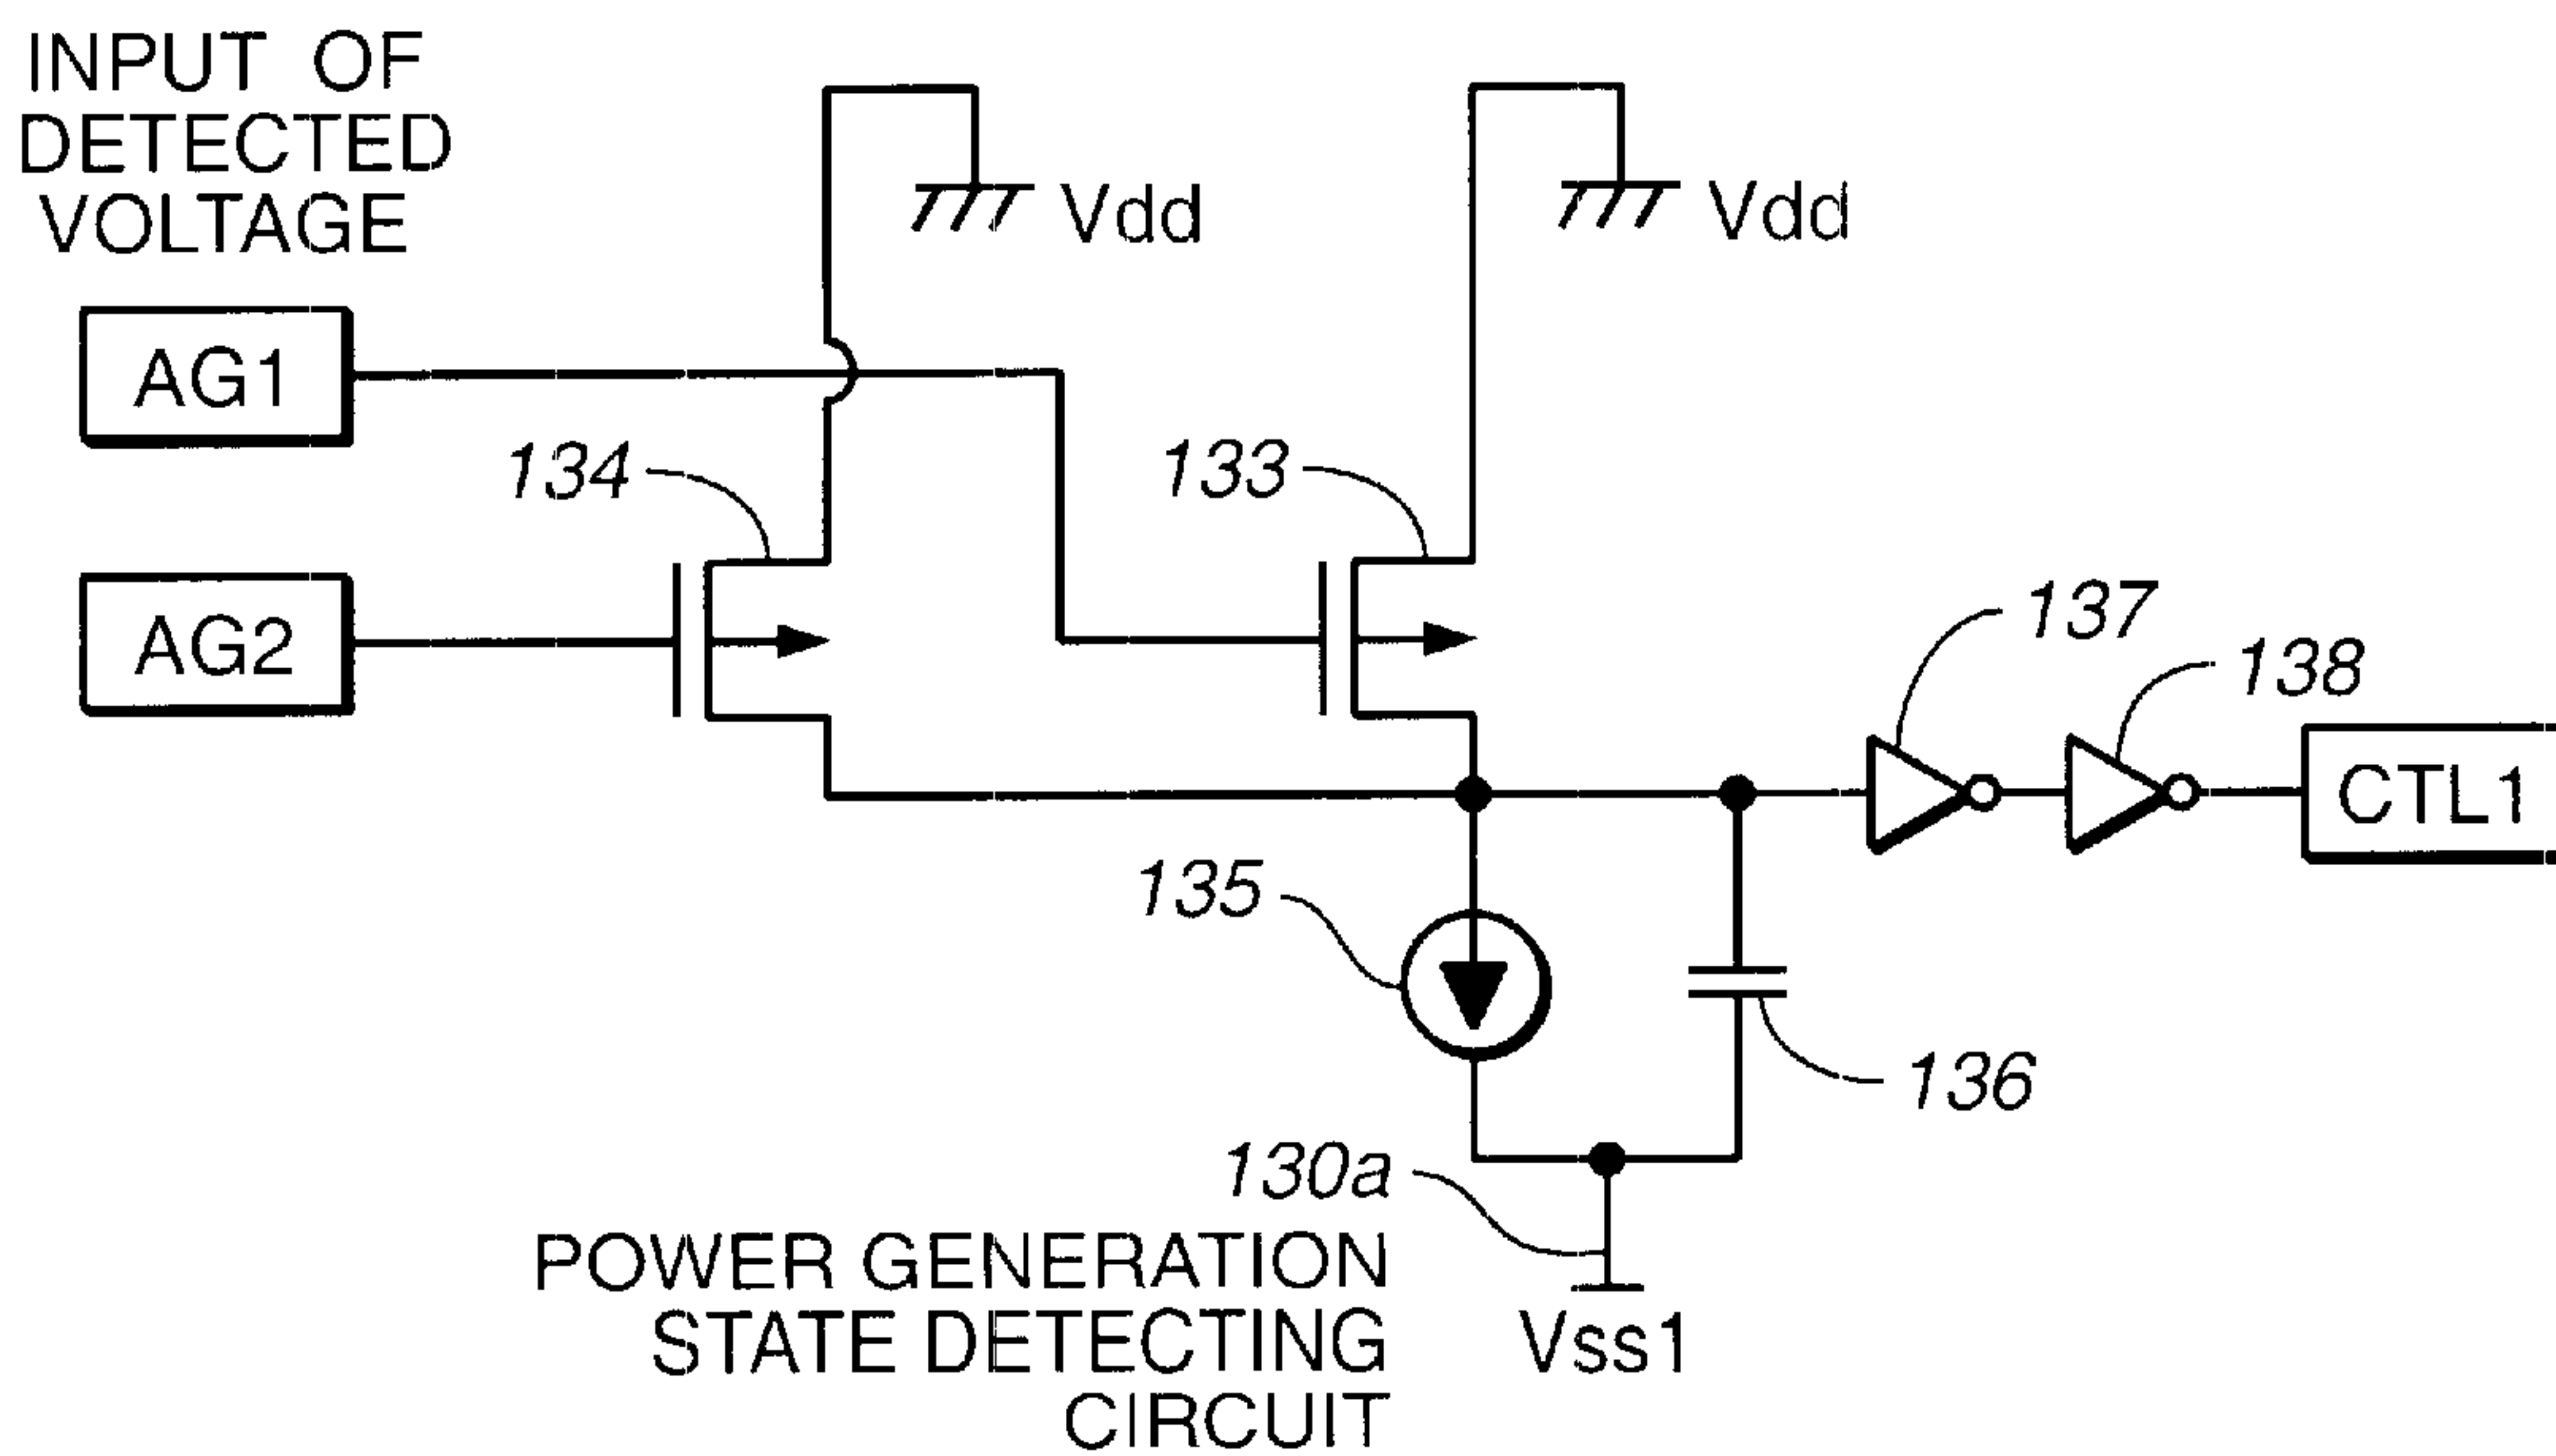 INPUT OF
DETECTED
VOLTAGE
Vdd
Vdd
AG1
134
133
AG2
137
138
CTL1
135
136
130a
POWER GENERATION
STATE DETECTING
CIRCUIT
Vss1